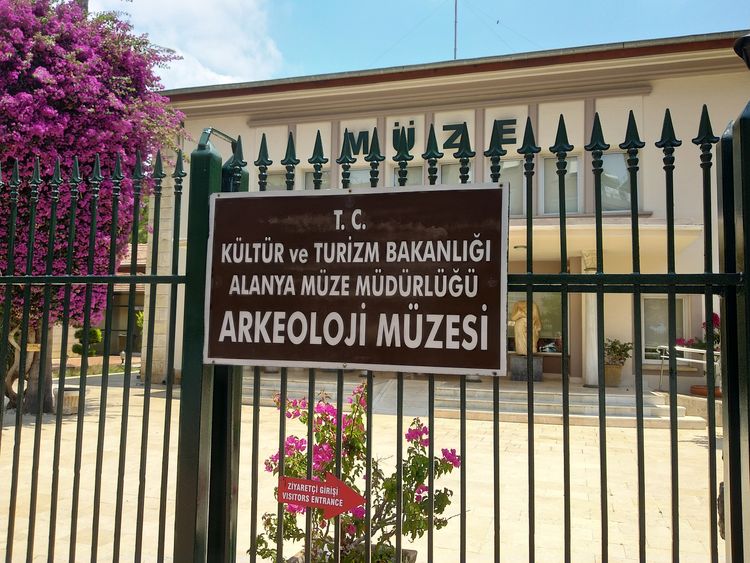 MÜZE
T. C.
KÜLTÜR ve TURİZM BAKANLIĞI
ALANYA MÜZE MÜDÜRLÜĞÜ
ARKEOLOJİ MÜZESİ
ZİYARETÇİ GİRİŞİ
VISITORS ENTRANCE